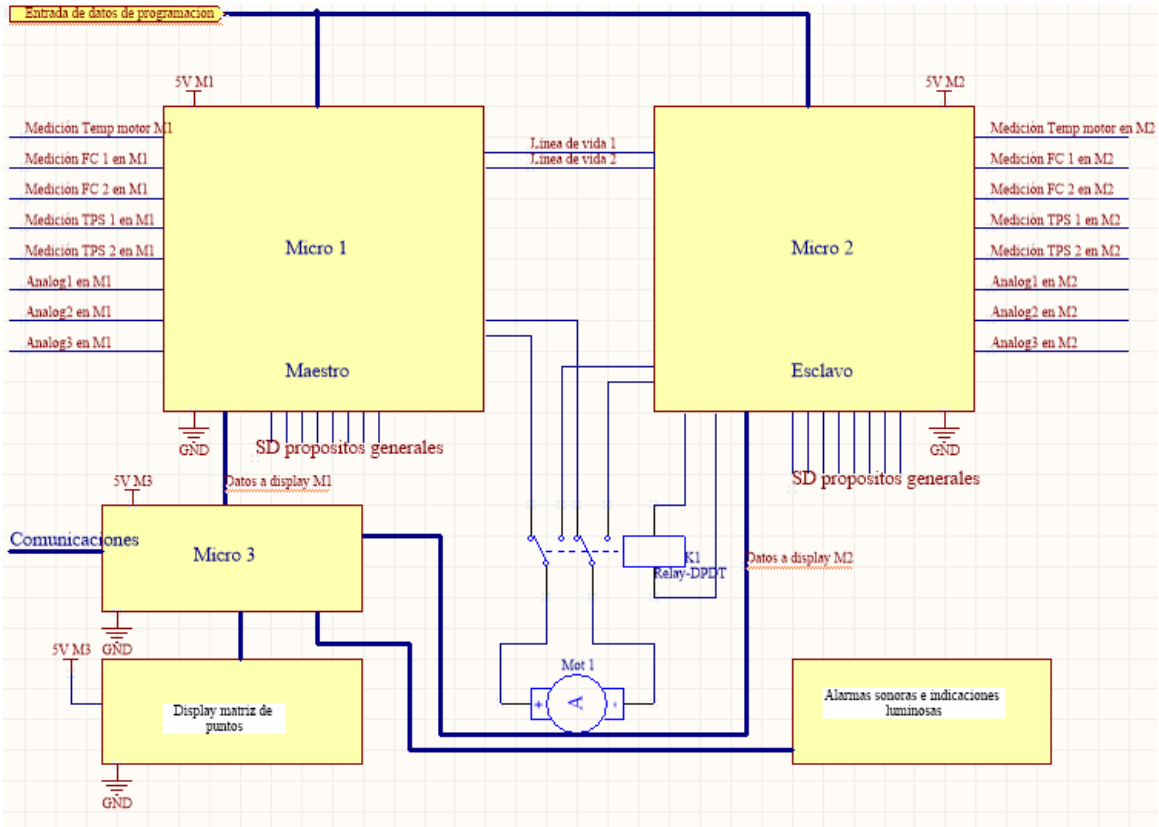 Entrada de datos de programacion
5V M1
5V M2
Medición Temp motor M1
Medición FC 1 en M1
Medición FC 2 en M1
Medición TPS 1 en M1
Medición TPS 2 en M1
Analog1 en M1
Analog2 en M1
Analog3 en M1
Micro 1
Maestro
Línea de vida 1
Línea de vida 2
Micro 2
Esclavo
Medición Temp motor en M2
Medición FC 1 en M2
Medición FC 2 en M2
Medición TPS 1 en M2
Medición TPS 2 en M2
Analog1 en M2
Analog2 en M2
Analog3 en M2
GND
SD propositos generales
GND
SD propositos generales
5V M3
Datos a display M1
Comunicaciones
Micro 3
K1
Relay-DPDT
Datos a display M2
GND
5V M3
Mot 1
+
A
-
Display matriz de
puntos
Alarmas sonoras e indicaciones
luminosas
GND